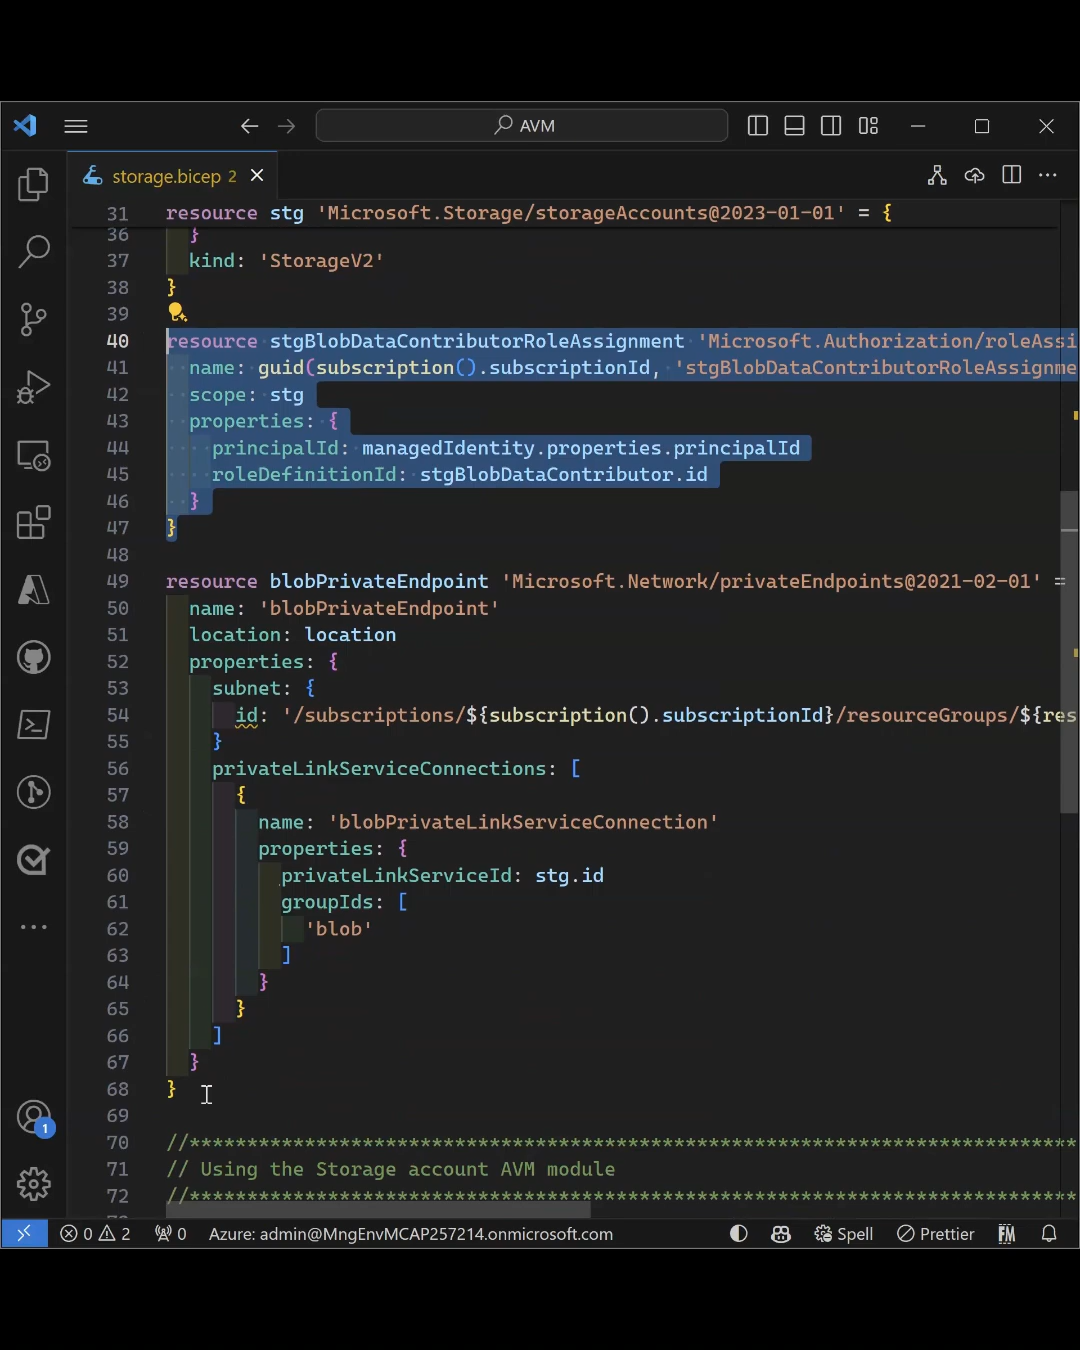 AVM
storage.bicep 2
31 resource stg 'Microsoft.Storage/storageAccounts@2023-01-01' = {
36 }
37 kind: 'StorageV2'
38 }
39
40 resource stgBlobDataContributorRoleAssignment 'Microsoft.Authorization/roleAssi
41 name: guid(subscription().subscriptionId, 'stgBlobDataContributorRoleAssignme
42 scope: stg
43 properties: {
44 principalId: managedIdentity.properties.principalId
45 roleDefinitionId: stgBlobDataContributor.id
46 }
47 }
48
49 resource blobPrivateEndpoint 'Microsoft.Network/privateEndpoints@2021-02-01' =
50 name: 'blobPrivateEndpoint'
51 location: location
52 properties: {
53 subnet: {
54 id: '/subscriptions/${subscription().subscriptionId}/resourceGroups/${res
55 }
56 privateLinkServiceConnections: [
57 {
58 name: 'blobPrivateLinkServiceConnection'
59 properties: {
60 privateLinkServiceId: stg.id
61 groupIds: [
62 'blob'
63 ]
64 }
65 }
66 ]
67 }
68 }
69
70 //*****************************************************************************
71 // Using the Storage account AVM module
72 //*****************************************************************************
1
0 2 0 Azure: admin@MngEnvMCAP257214.onmicrosoft.com Spell Prettier FM